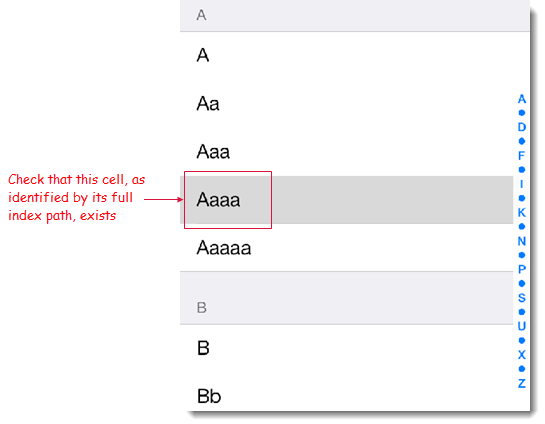 A
A
Aa
Aaa
Check that this cell, as
identified by its full
index path, exists
Aaaa
Aaaaa
B
B
Bb
A
D
F
I
K
N
P
S
U
X
Z